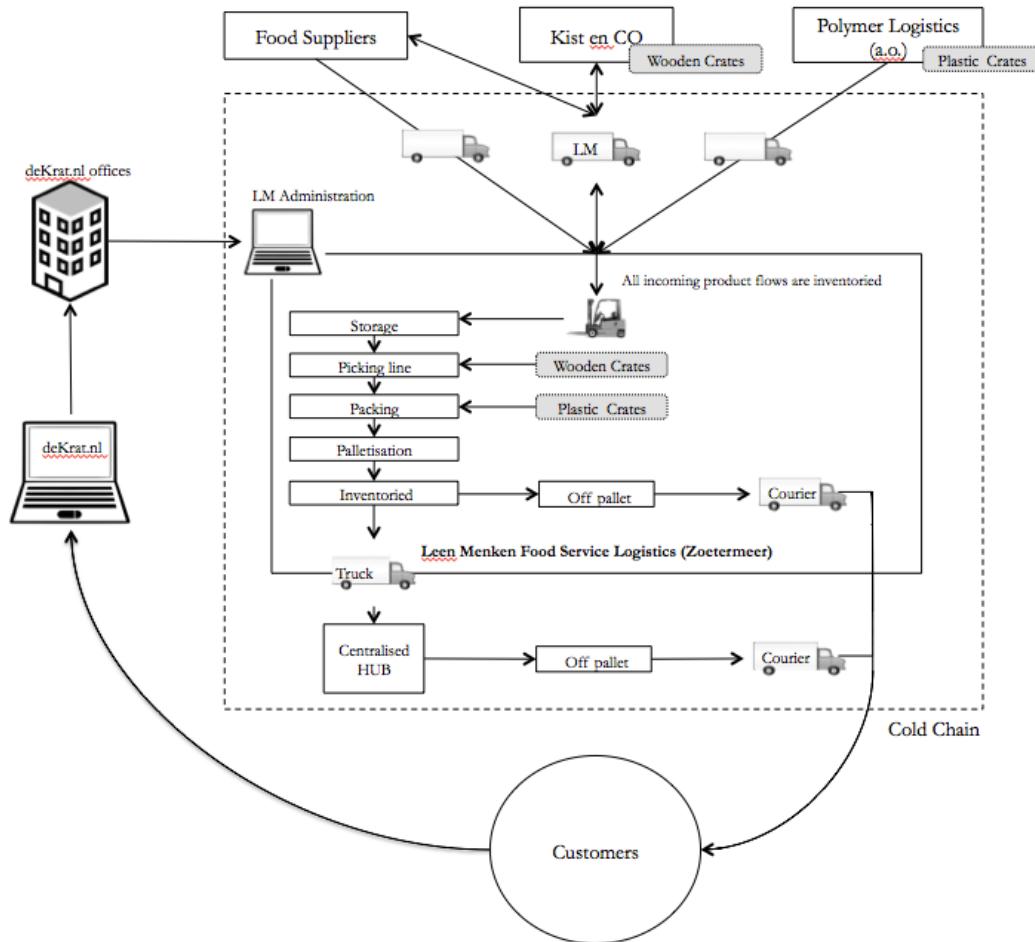 Food Suppliers
Kist en CO
Wooden Crates
Polymer Logistics
(a.o.)
Plastic Crates
LM
deKrat.nl offices
LM Administration
All incoming product flows are inventoried
Storage
Picking line
Wooden Crates
Packing
Plastic Crates
deKrat.nl
Palletisation
Inventoried
Off pallet
Courier
Leen Menken Food Service Logistics (Zoetermeer)
Truck
Centralised
HUB
Off pallet
Courier
Cold Chain
Customers